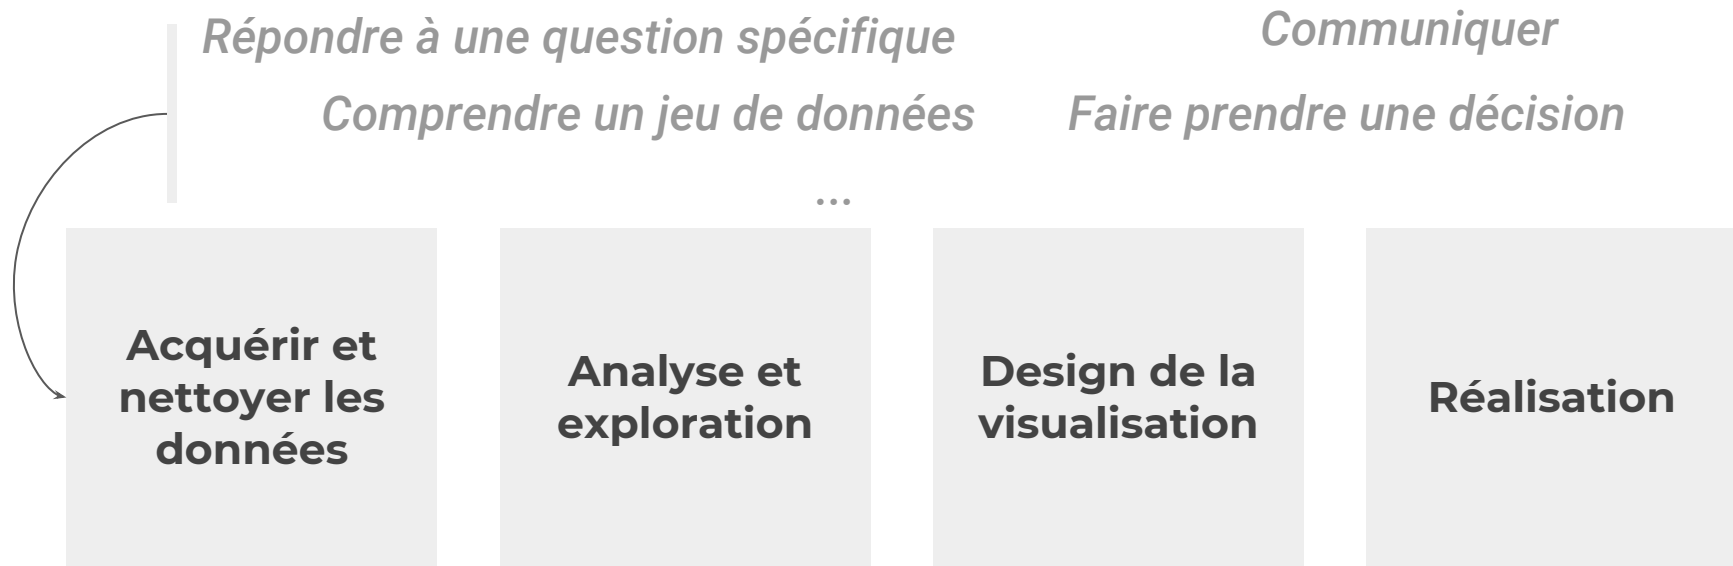 Répondre à une question spécifique
Communiquer
Comprendre un jeu de données
Faire prendre une décision
...
Acquérir et
nettoyer les
données
Analyse et
exploration
Design de la
visualisation
Réalisation